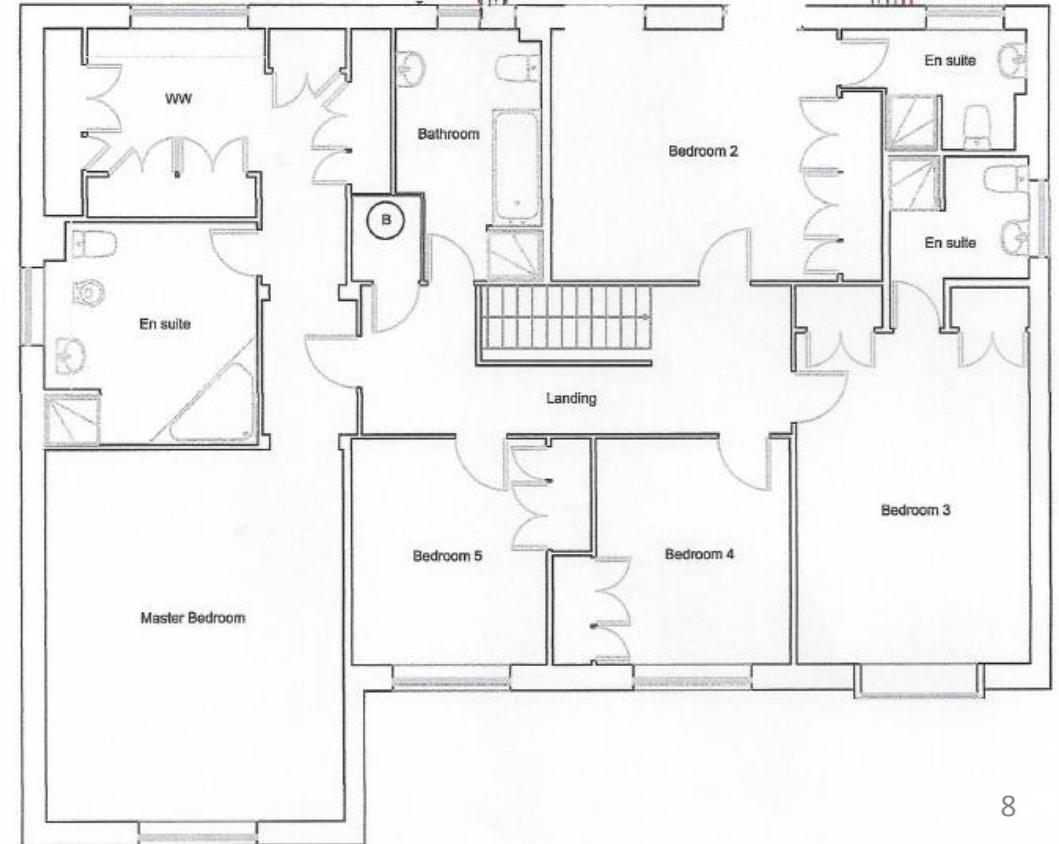 WW
Bathroom
Bedroom 2
En suite
B
En suite
En suite
Landing
Bedroom 3
Bedroom 5
Bedroom 4
Master Bedroom
8